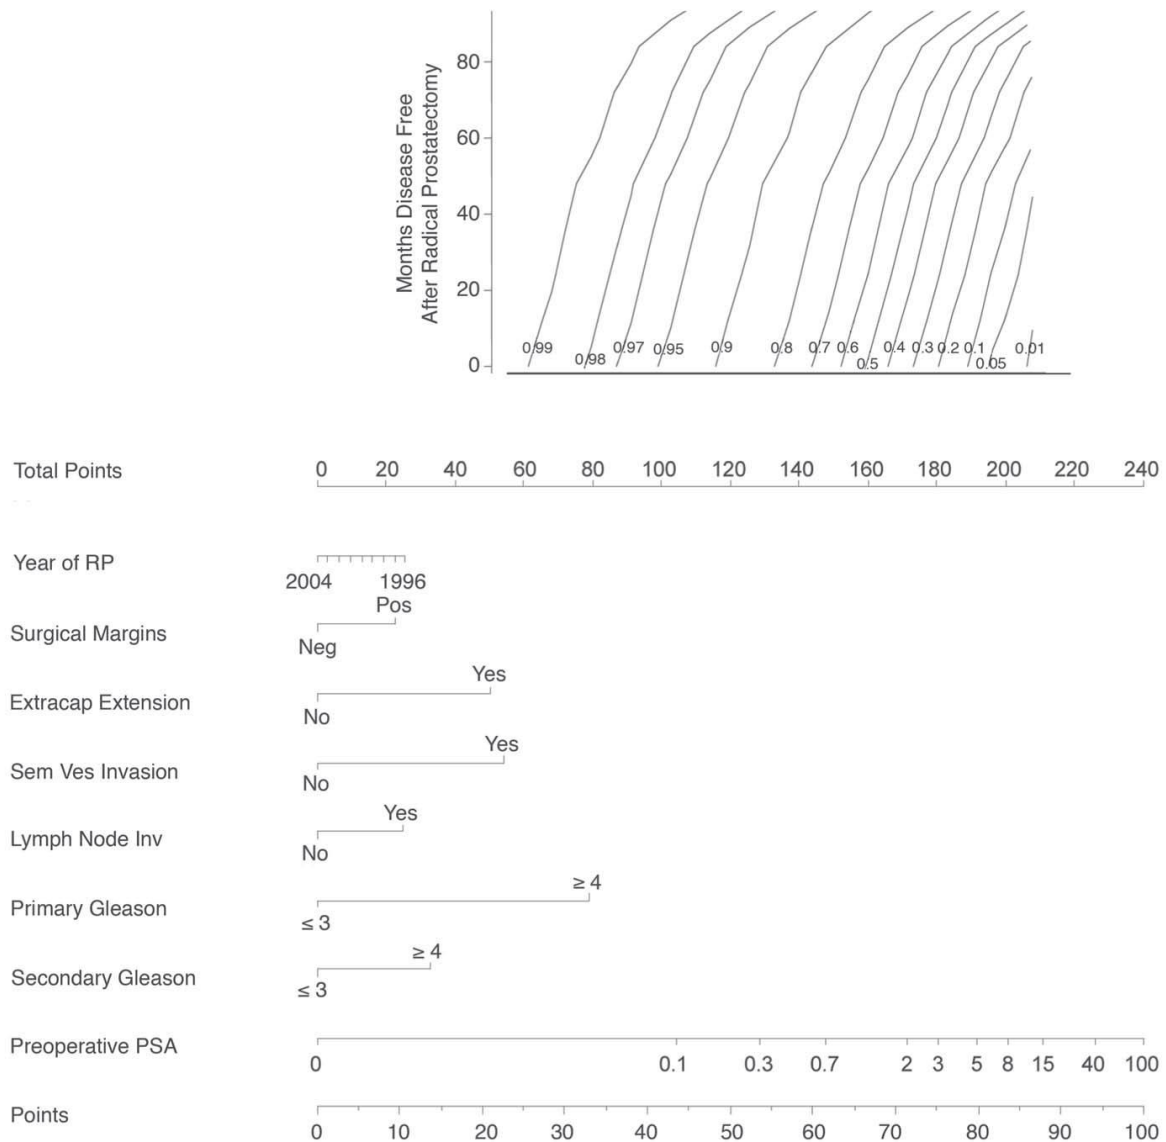 Months Disease Free
After Radical Prostatectomy
80
60
40
20
0
0.99 0.98 0.97 0.95 0.9 0.8 0.7 0.6 0.5 0.4 0.3 0.2 0.1 0.05 0.01
Total Points 0 20 40 60 80 100 120 140 160 180 200 220 240
Year of RP
2004 1996
Pos
Surgical Margins
Neg
Yes
Extracap Extension
No
Yes
Sem Ves Invasion
No
Yes
Lymph Node Inv
No
≥ 4
Primary Gleason
≤ 3
≥ 4
Secondary Gleason
≤ 3
Preoperative PSA
0 0.1 0.3 0.7 2 3 5 8 15 40 100
Points
0 10 20 30 40 50 60 70 80 90 100